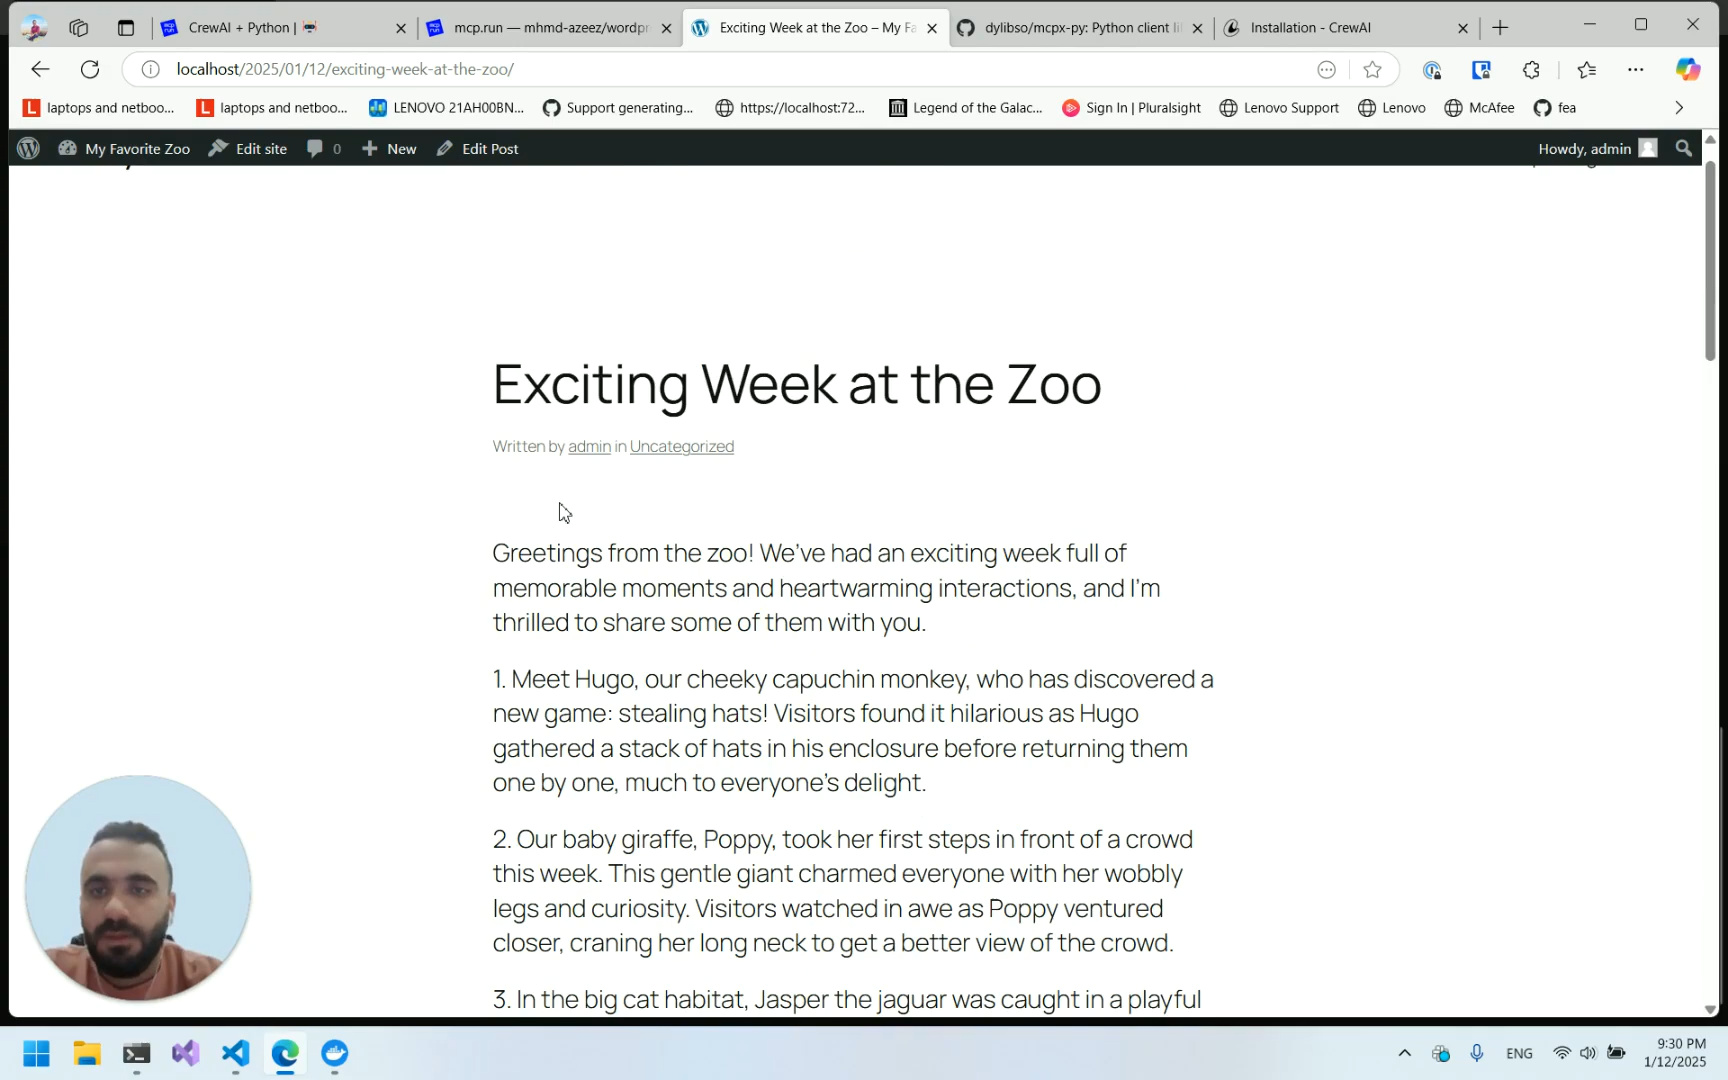 CrewAI + Python |
mcp.run — mhmd-azeez/wordpr
Exciting Week at the Zoo – My Fa
dylibso/mcpx-py: Python client li
Installation - CrewAI
localhost/2025/01/12/exciting-week-at-the-zoo/
laptops and netboo...
laptops and netboo...
LENOVO 21AH00BN...
Support generating...
https://localhost:72...
Legend of the Galac...
Sign In | Pluralsight
Lenovo Support
Lenovo
McAfee
fea
My Favorite Zoo
Edit site
0
New
Edit Post
Howdy, admin
Exciting Week at the Zoo
Written by admin in Uncategorized
Greetings from the zoo! We've had an exciting week full of
memorable moments and heartwarming interactions, and I'm
thrilled to share some of them with you.
1. Meet Hugo, our cheeky capuchin monkey, who has discovered a
new game: stealing hats! Visitors found it hilarious as Hugo
gathered a stack of hats in his enclosure before returning them
one by one, much to everyone's delight.
2. Our baby giraffe, Poppy, took her first steps in front of a crowd
this week. This gentle giant charmed everyone with her wobbly
legs and curiosity. Visitors watched in awe as Poppy ventured
closer, craning her long neck to get a better view of the crowd.
3. In the big cat habitat, Jasper the jaguar was caught in a playful
ENG
9:30 PM
1/12/2025